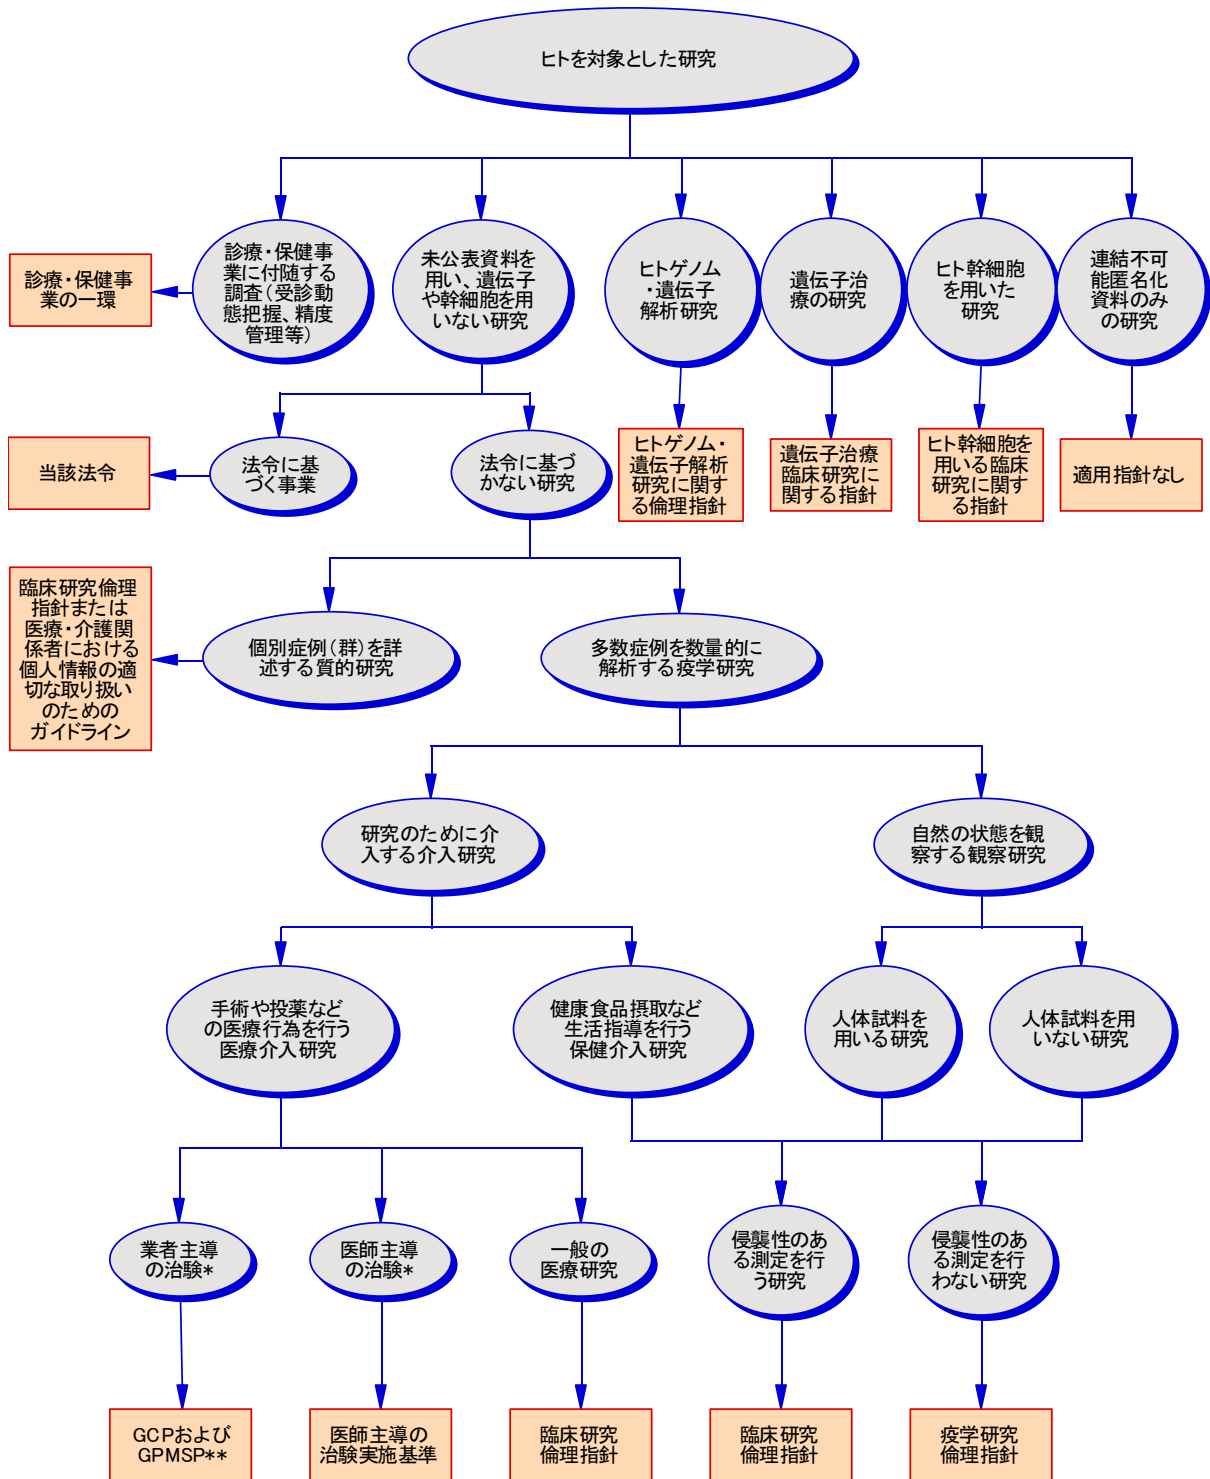 ヒトを対象とした研究
診療・保健事
業の一環
診療・保健事
業に付随する
調査（受診動
態把握、精度
管理等）
未公表資料を
用い、遺伝子
や幹細胞を用
いない研究
ヒトゲノム
・遺伝子
解析研究
遺伝子治
療の研究
ヒト幹細胞
を用いた
研究
連結不可
能匿名化
資料のみ
の研究
当該法令
法令に基
づく事業
法令に基づ
かない研究
ヒトゲノム・
遺伝子解析
研究に関す
る倫理指針
遺伝子治療
臨床研究に
関する指針
ヒト幹細胞を
用いる臨床
研究に関す
る指針
適用指針なし
臨床研究倫理
指針または
医療・介護関
係者における
個人情報の適
切な取り扱い
のための
ガイドライン
個別症例（群）を詳
述する質的研究
多数症例を数量的に
解析する疫学研究
研究のために介
入する介入研究
自然の状態を観
察する観察研究
手術や投薬など
の医療行為を行う
医療介入研究
健康食品摂取など
生活指導を行う
保健介入研究
人体試料を
用いる研究
人体試料を用
いない研究
業者主導
の治験*
医師主導
の治験*
一般の
医療研究
侵襲性のあ
る測定を行
う研究
侵襲性のあ
る測定を行
わない研究
GCPおよび
GPMSP**
医師主導の
治験実施基準
臨床研究
倫理指針
臨床研究
倫理指針
疫学研究
倫理指針